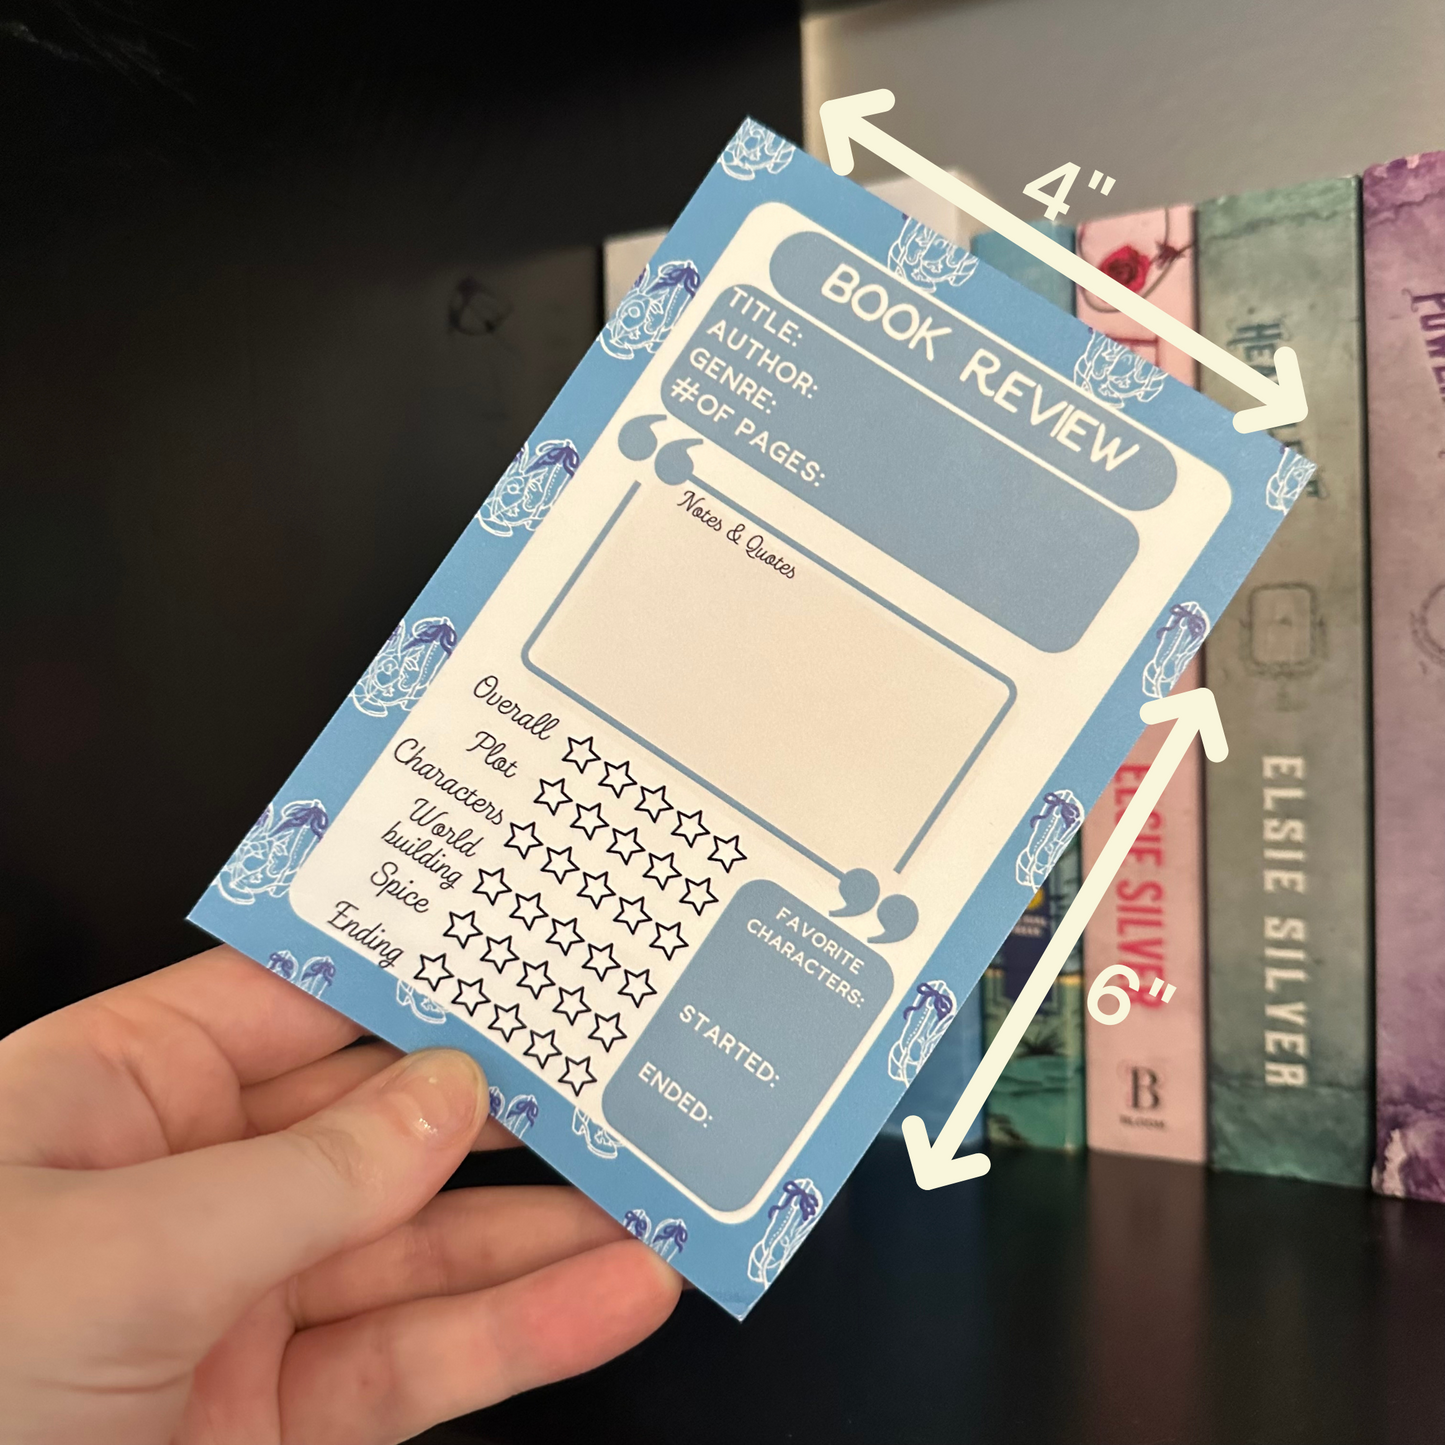 4"
BOOK REVIEW
TITLE:
AUTHOR:
GENRE:
#OF PAGES:
Notes & Quotes
Overall
Plot
Characters
World
building
Spice
Ending
FAVORITE
CHARACTERS:
STARTED:
ENDED:
6"
ELSIE SILVER
B
BLOOM
ELSIE SILVER